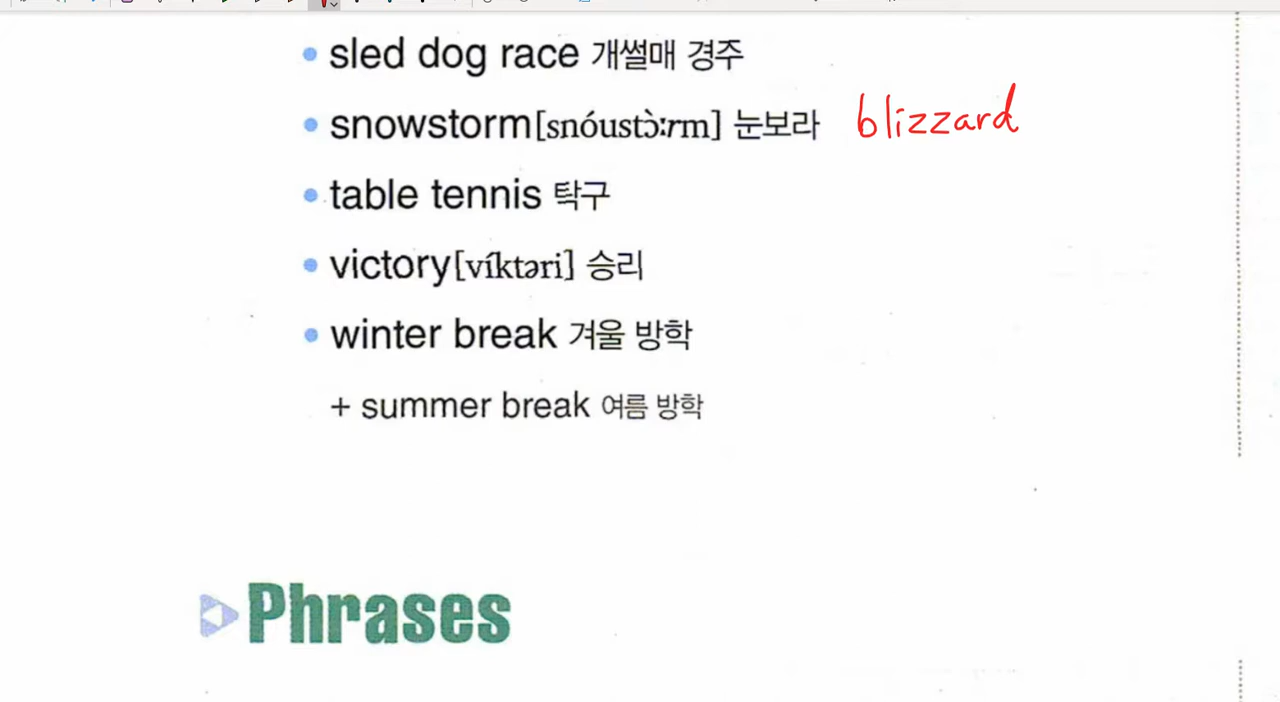 sled dog race 개썰매 경주
snowstorm[snóustɔ̀ːrm] 눈보라 blizzard
table tennis 탁구
victory[víktəri] 승리
winter break 겨울 방학
+ summer break 여름 방학
Phrases